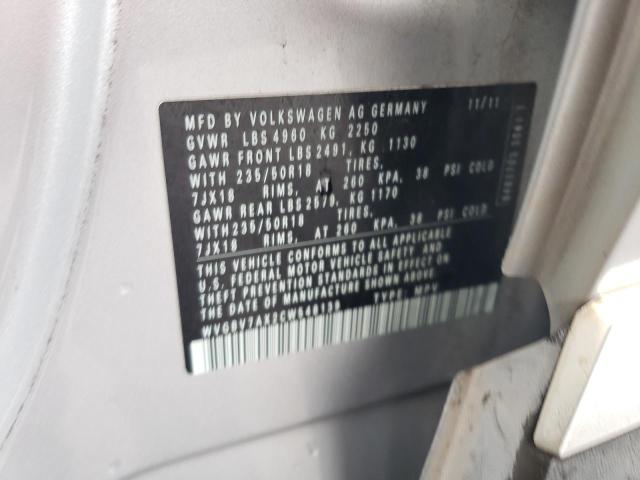 MFD BY VOLKSWAGEN AG GERMANY 11/11
GVWR LBS 4960 KG 2250
GAWR FRONT LBS 2491, KG 1130
WITH 235/50R18 TIRES,
7JX18 RIMS, AT 260 KPA, 38 PSI COLD
GAWR REAR LBS 2579, KG 1170
WITH 235/50R18 TIRES,
7JX18 RIMS, AT 260 KPA, 38 PSI COLD
THIS VEHICLE CONFORMS TO ALL APPLICABLE
U.S. FEDERAL MOTOR VEHICLE SAFETY AND
THEFT PREVENTION STANDARDS IN EFFECT ON
THE DATE OF MANUFACTURE SHOWN ABOVE.
TYPE: MPV